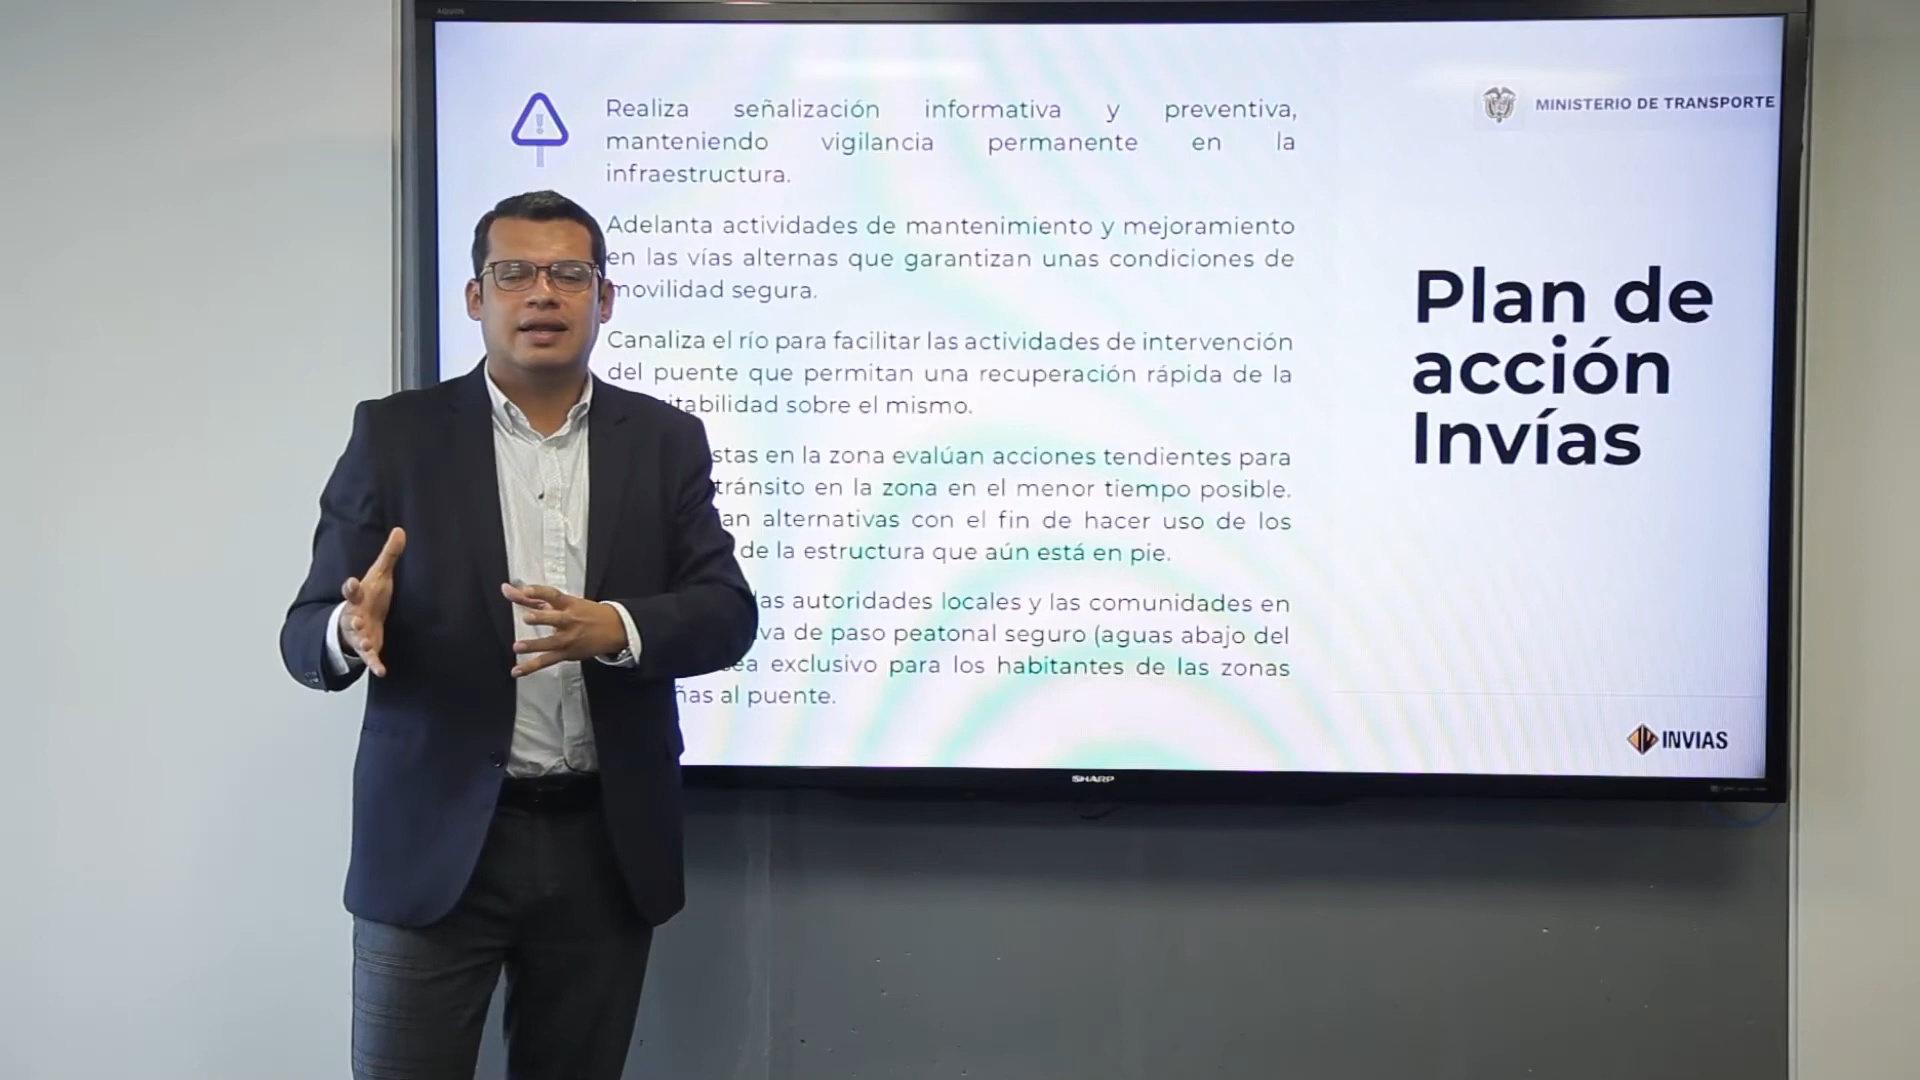 AQUOS
Realiza señalización informativa y preventiva,
manteniendo vigilancia permanente en la
infraestructura.
Adelanta actividades de mantenimiento y mejoramiento
en las vías alternas que garantizan unas condiciones de
movilidad segura.
Canaliza el río para facilitar las actividades de intervención
del puente que permitan una recuperación rápida de la
sobre el mismo.
en la zona evalúan acciones tendientes para
tránsito en la zona en el menor tiempo posible.
alternativas con el fin de hacer uso de los
de la estructura que aún está en pie.
las autoridades locales y las comunidades en
de paso peatonal seguro (aguas abajo del
exclusivo para los habitantes de las zonas
al puente.
MINISTERIO DE TRANSPORTE
Plan de
acción
Invías
INVIAS
SHARP